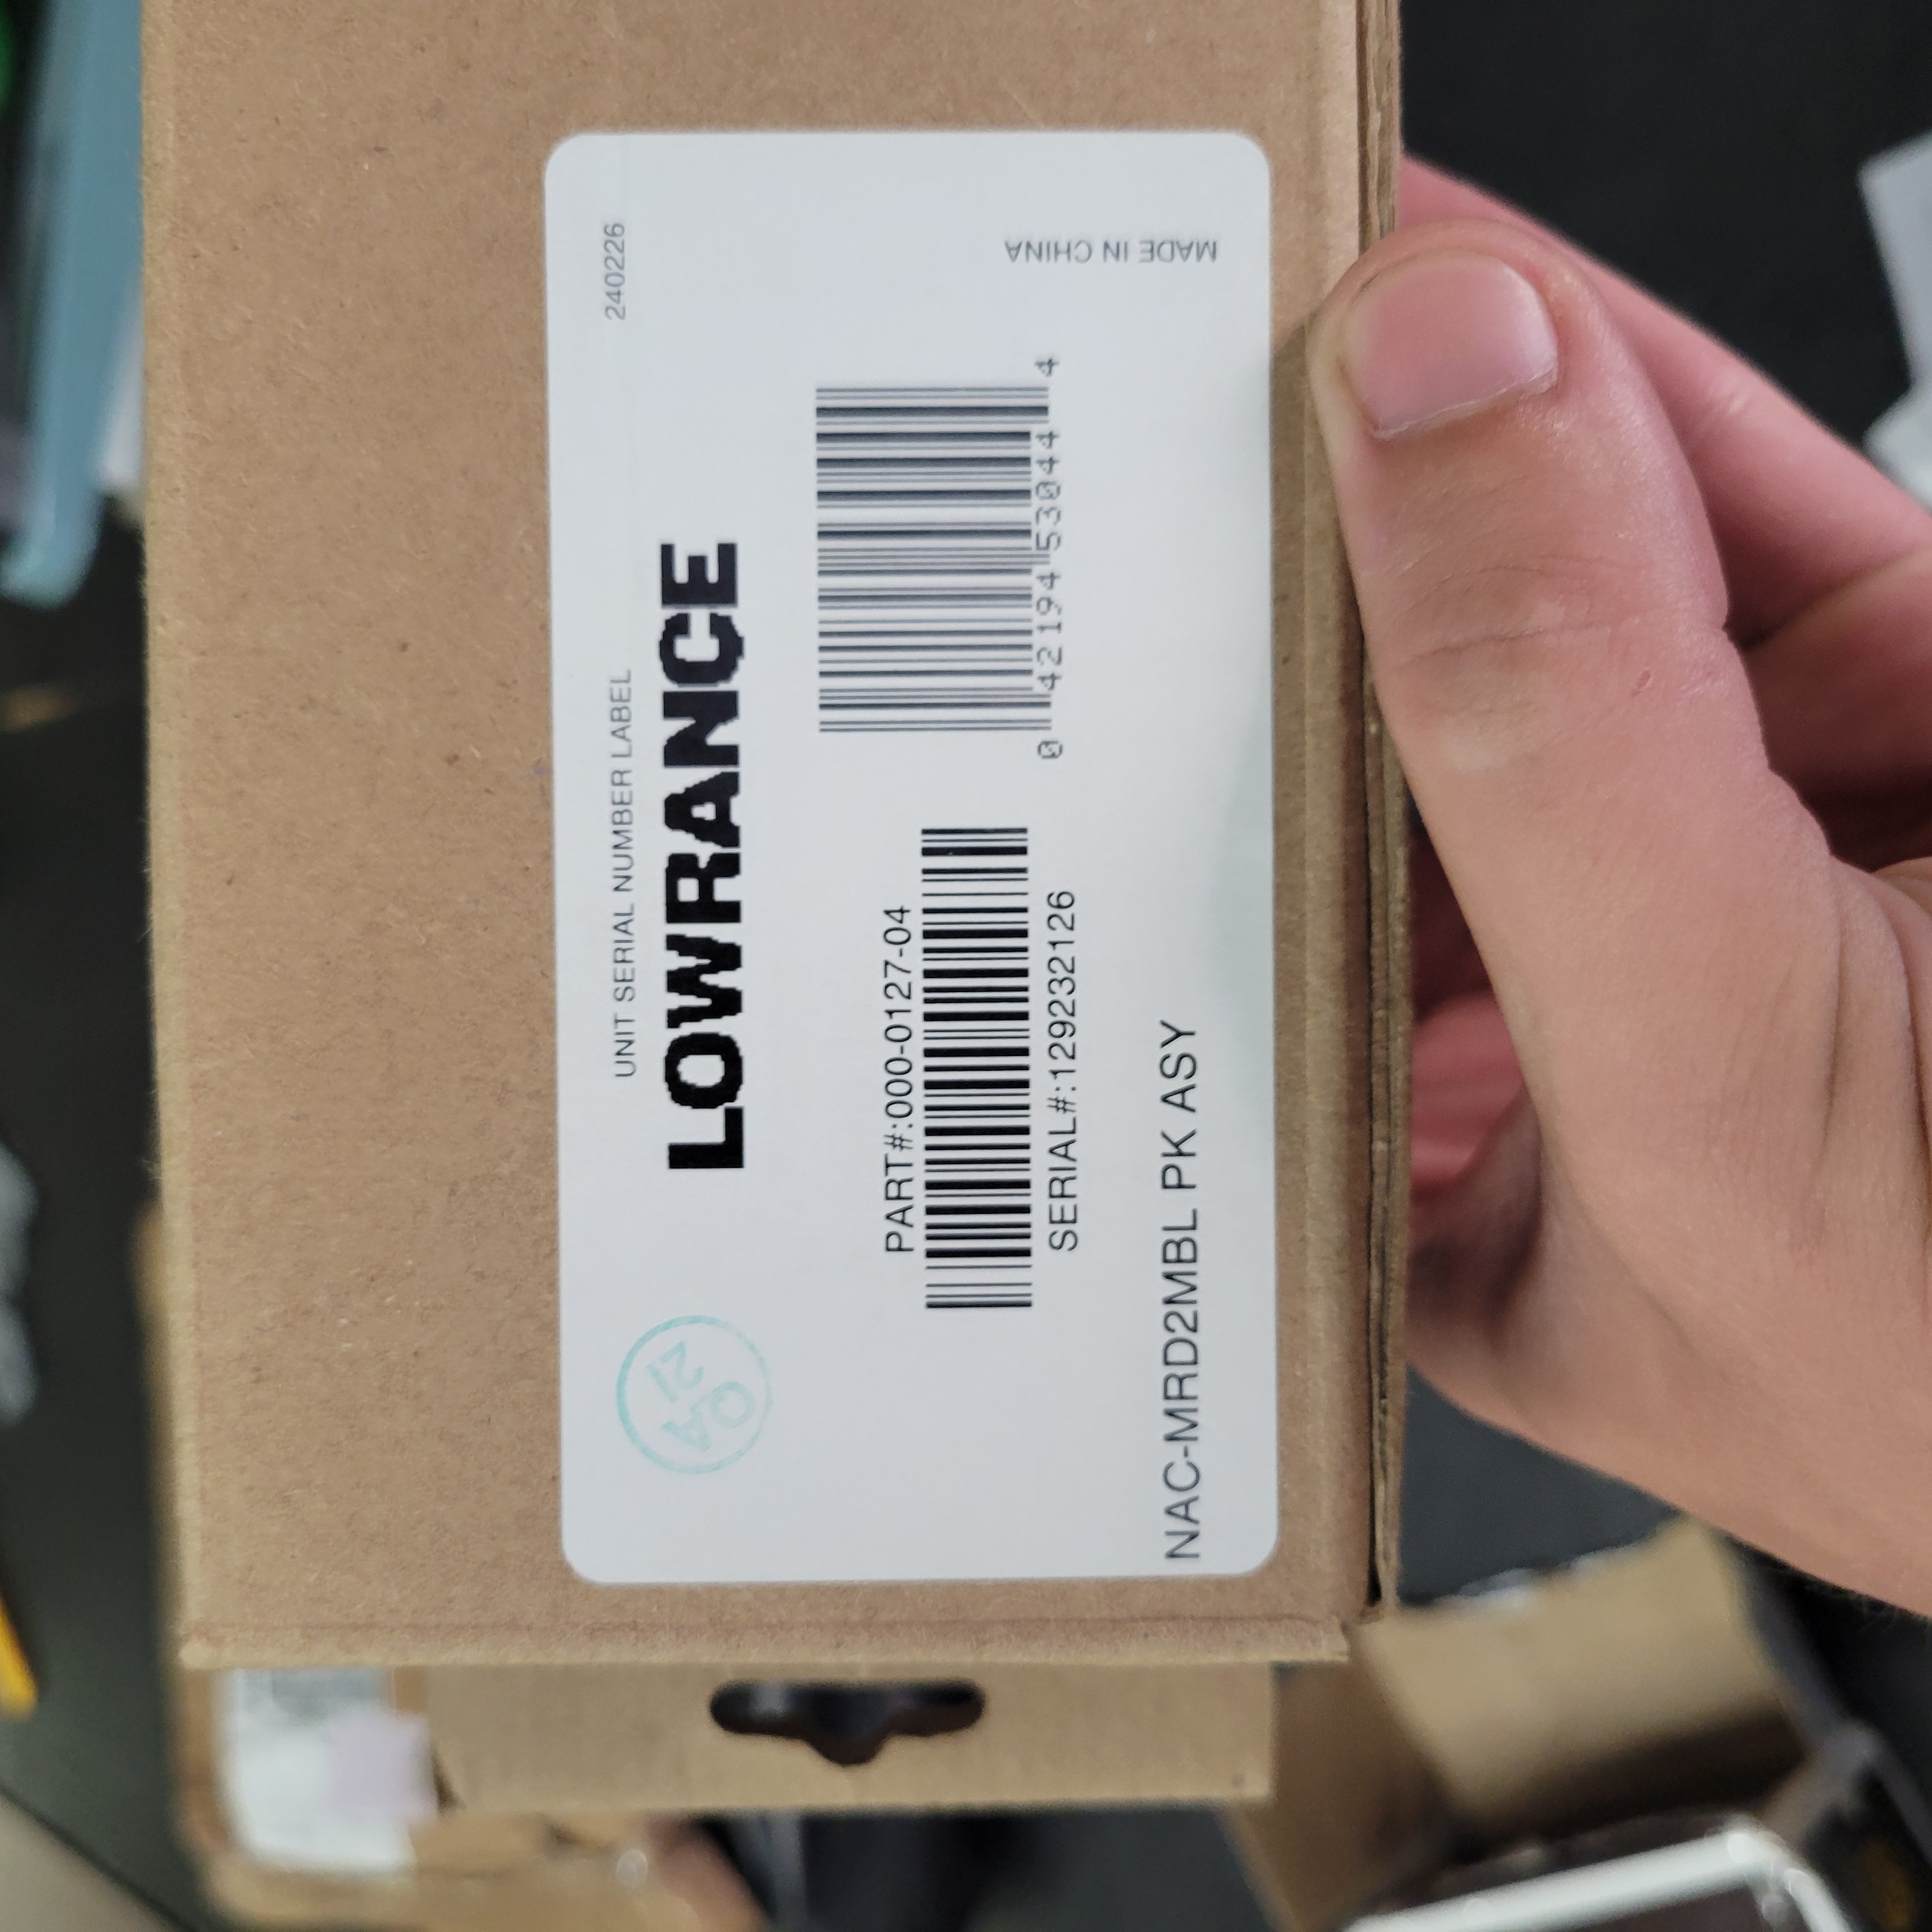 UNIT SERIAL NUMBER LABEL
240226
LOWRANCE
QA
21
PART#:000-0127-04
SERIAL#:129232126
0 42194 53044 4
NAC-MRD2MBL PK ASY
MADE IN CHINA